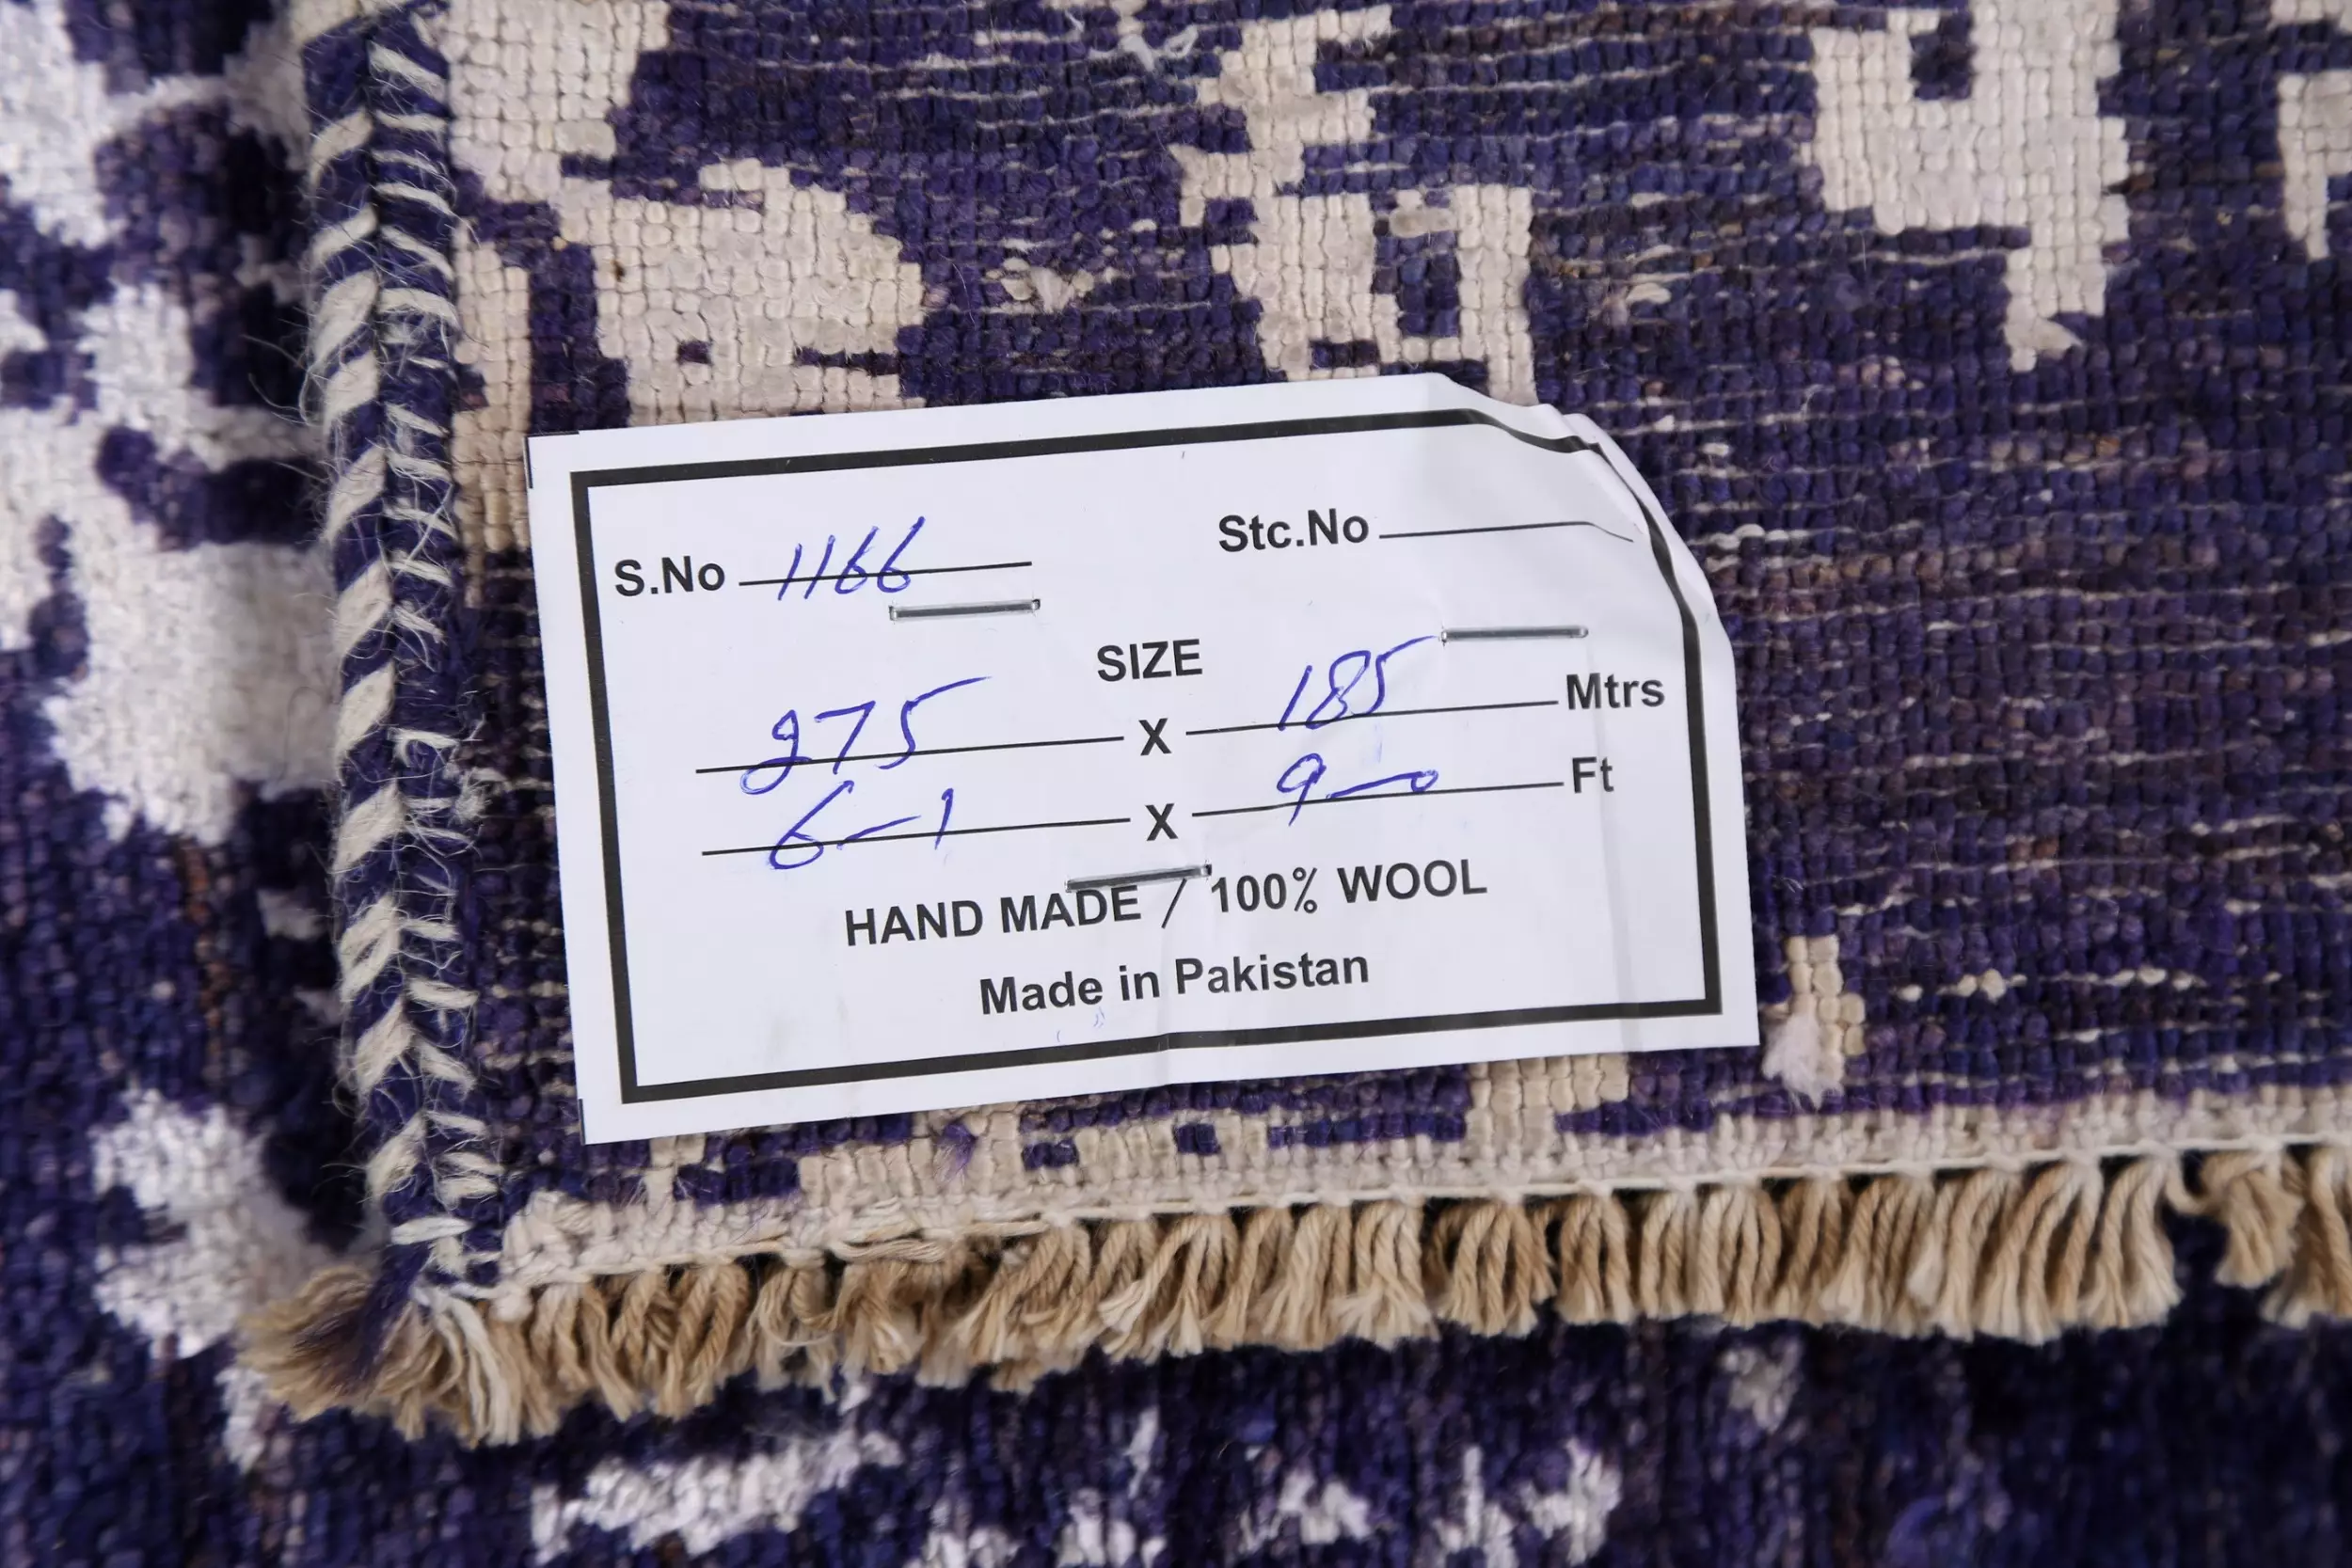 S.No 1166 Stc.No
SIZE
275 X 185 Mtrs
6-1 X 9-0 Ft
HAND MADE / 100% WOOL
Made in Pakistan